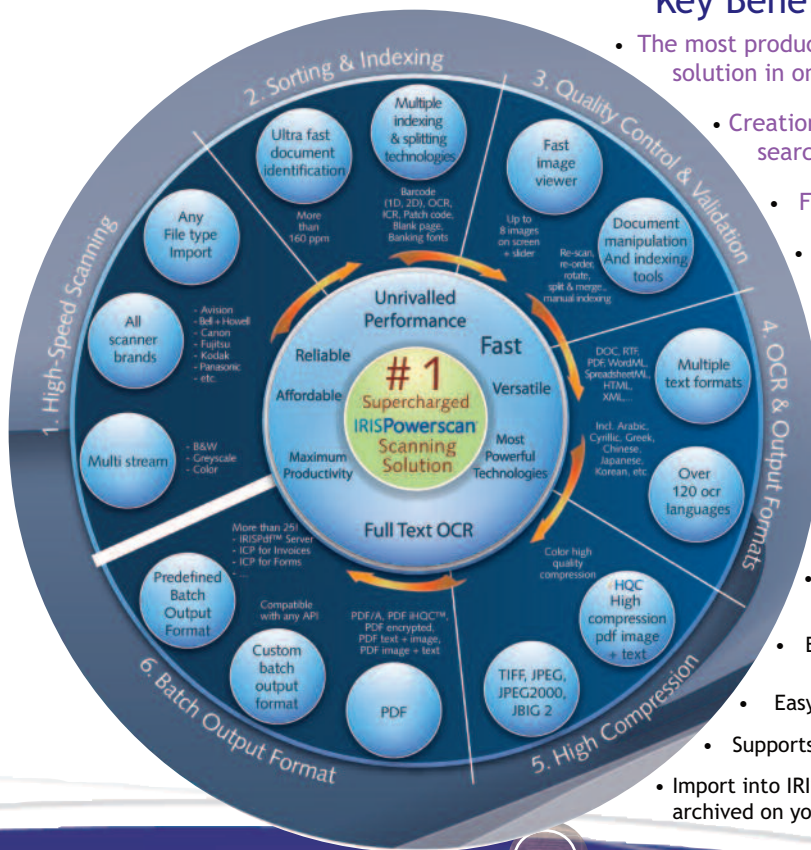 Key Bene
• The most produc
solution in or
• Creation
searc
• F
•
•
• E
• Easy
• Supports
• Import into IRI
archived on yo
1. High-Speed Scanning
Multi stream
- B&W
- Greyscale
- Color
All
scanner
brands
- Avision
- Bell + Howell
- Canon
- Fujitsu
- Kodak
- Panasonic
- etc
Any
File type
Import
2. Sorting & Indexing
Ultra fast
document
identification
More
than
160 ppm
Multiple
indexing
& splitting
technologies
Barcode
(1D, 2D), OCR,
ICR, Patch code,
Blank page,
Banking fonts
3. Quality Control & Validation
Fast
image
viewer
Up to
8 images
on screen
+ slider
Document
manipulation
And indexing
tools
Re-scan,
re-order,
rotate,
split & merge,
manual indexing
4. OCR & Output Formats
Multiple
text formats
DOC, RTF,
PDF, WordML,
SpreadsheetML,
HTML,
XML,...
Over
120 ocr
languages
Incl. Arabic,
Cyrillic, Greek,
Chinese,
Japanese,
Korean, etc
5. High Compression
HQC
High
compression
pdf image
+ text
Color high
quality
compression
TIFF, JPEG,
JPEG2000,
JBIG 2
6. Batch Output Format
PDF
PDF/A, PDF iHQC™,
PDF encrypted,
PDF text + image,
PDF image + text
Custom
batch
output
format
Compatible
with any API
Predefined
Batch
Output
Format
More than 25!
- IRISPdf™ Server
- ICP for Invoices
- ICP for Forms
- ...
Unrivalled
Performance
Fast
Versatile
Most
Powerful
Technologies
Full Text OCR
Maximum
Productivity
Affordable
Reliable
# 1
Supercharged
IRISPowerscan
Scanning
Solution